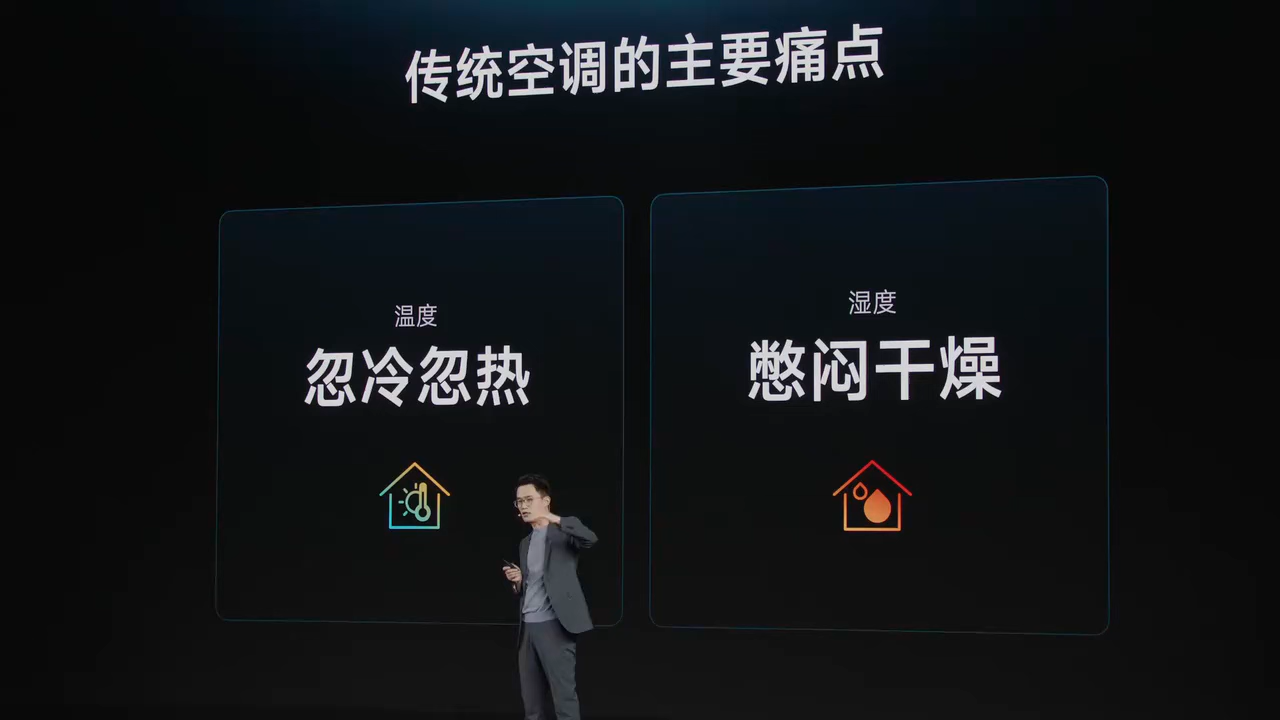 传统空调的主要痛点
温度
忽冷忽热
湿度
憋闷干燥